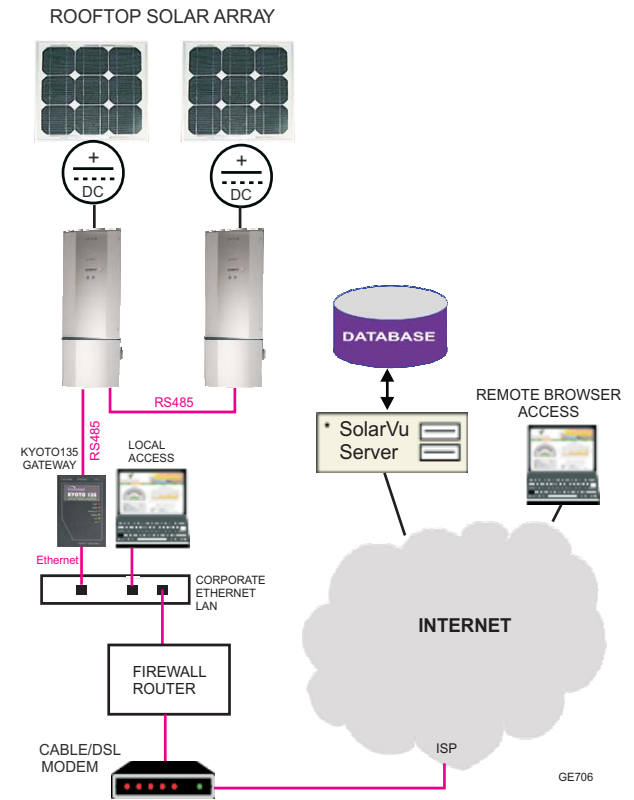 ROOFTOP SOLAR ARRAY
+
DC
+
DC
RS485
RS485
DATABASE
* SolarVu
Server
REMOTE BROWSER
ACCESS
KYOTO135
GATEWAY
LOCAL
ACCESS
KYOTO 135
Ethernet
CORPORATE
ETHERNET
LAN
INTERNET
FIREWALL
ROUTER
CABLE/DSL
MODEM
ISP
GE706